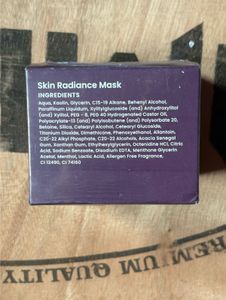 Skin Radiance Mask
INGREDIENTS
Aqua, Kaolin, Glycerin, C15-19 Alkane, Behenyl Alcohol,
Paraffinum Liquidum, Xylitylglucoside (and) Anhydroxylitol
(and) Xylitol, PEG - 8, PEG 40 Hydrogenated Castor Oil,
Polyacrylate-13 (and) Polyisobutene (and) Polysorbate 20,
Betaine, Silica, Cetearyl Alcohol, Cetearyl Glucoside,
Titanium Dioxide, Dimethicone, Phenoxyethanol, Allantoin,
C20-22 Alkyl Phosphate, C20-22 Alcohols, Acacia Senegal
Gum, Xanthan Gum, Ethylhexylglycerin, Octenidine HCl, Citric
Acid, Sodium Benzoate, Disodium EDTA, Menthone Glycerin
Acetal, Menthol, Lactic Acid, Allergen Free Fragrance,
CI 12490, CI 74160
PREMIUM QUALITY